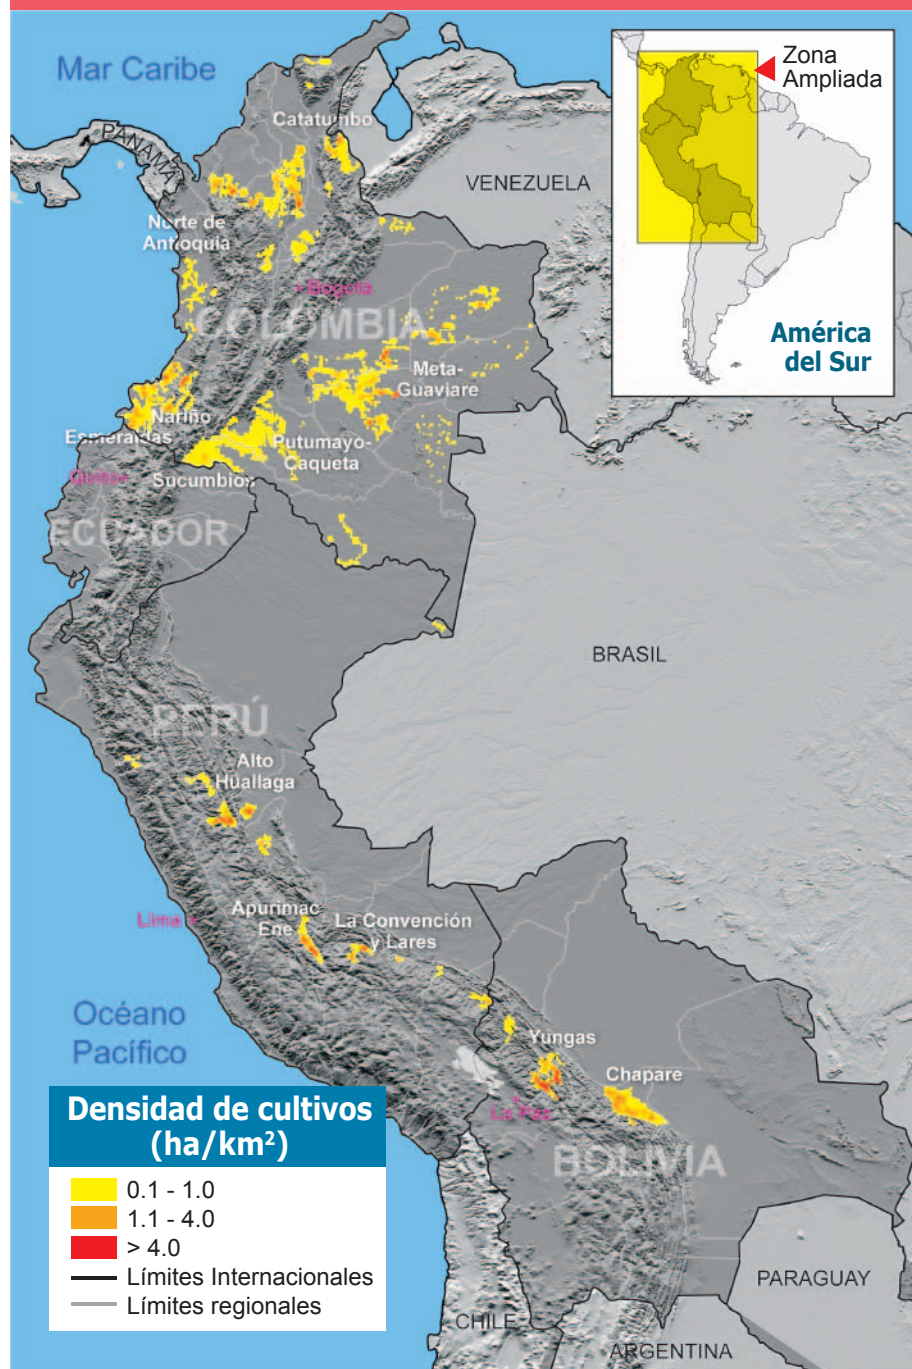 Mar Caribe
Zona
Ampliada
América
del Sur
PANAMÁ
Catatumbo
VENEZUELA
Norte de
Antioquia
Bogotá
COLOMBIA
Meta-
Guaviare
Nariño
Esmeraldas
Putumayo-
Caqueta
Sucumbios
Quito
ECUADOR
BRASIL
PERÚ
Alto
Huallaga
Apurimac
Ene
La Convención
y Lares
Lima
Océano
Pacífico
Yungas
Chapare
La Paz
BOLIVIA
Densidad de cultivos
(ha/km²)
0.1 - 1.0
1.1 - 4.0
> 4.0
Límites Internacionales
Límites regionales
PARAGUAY
CHILE
ARGENTINA